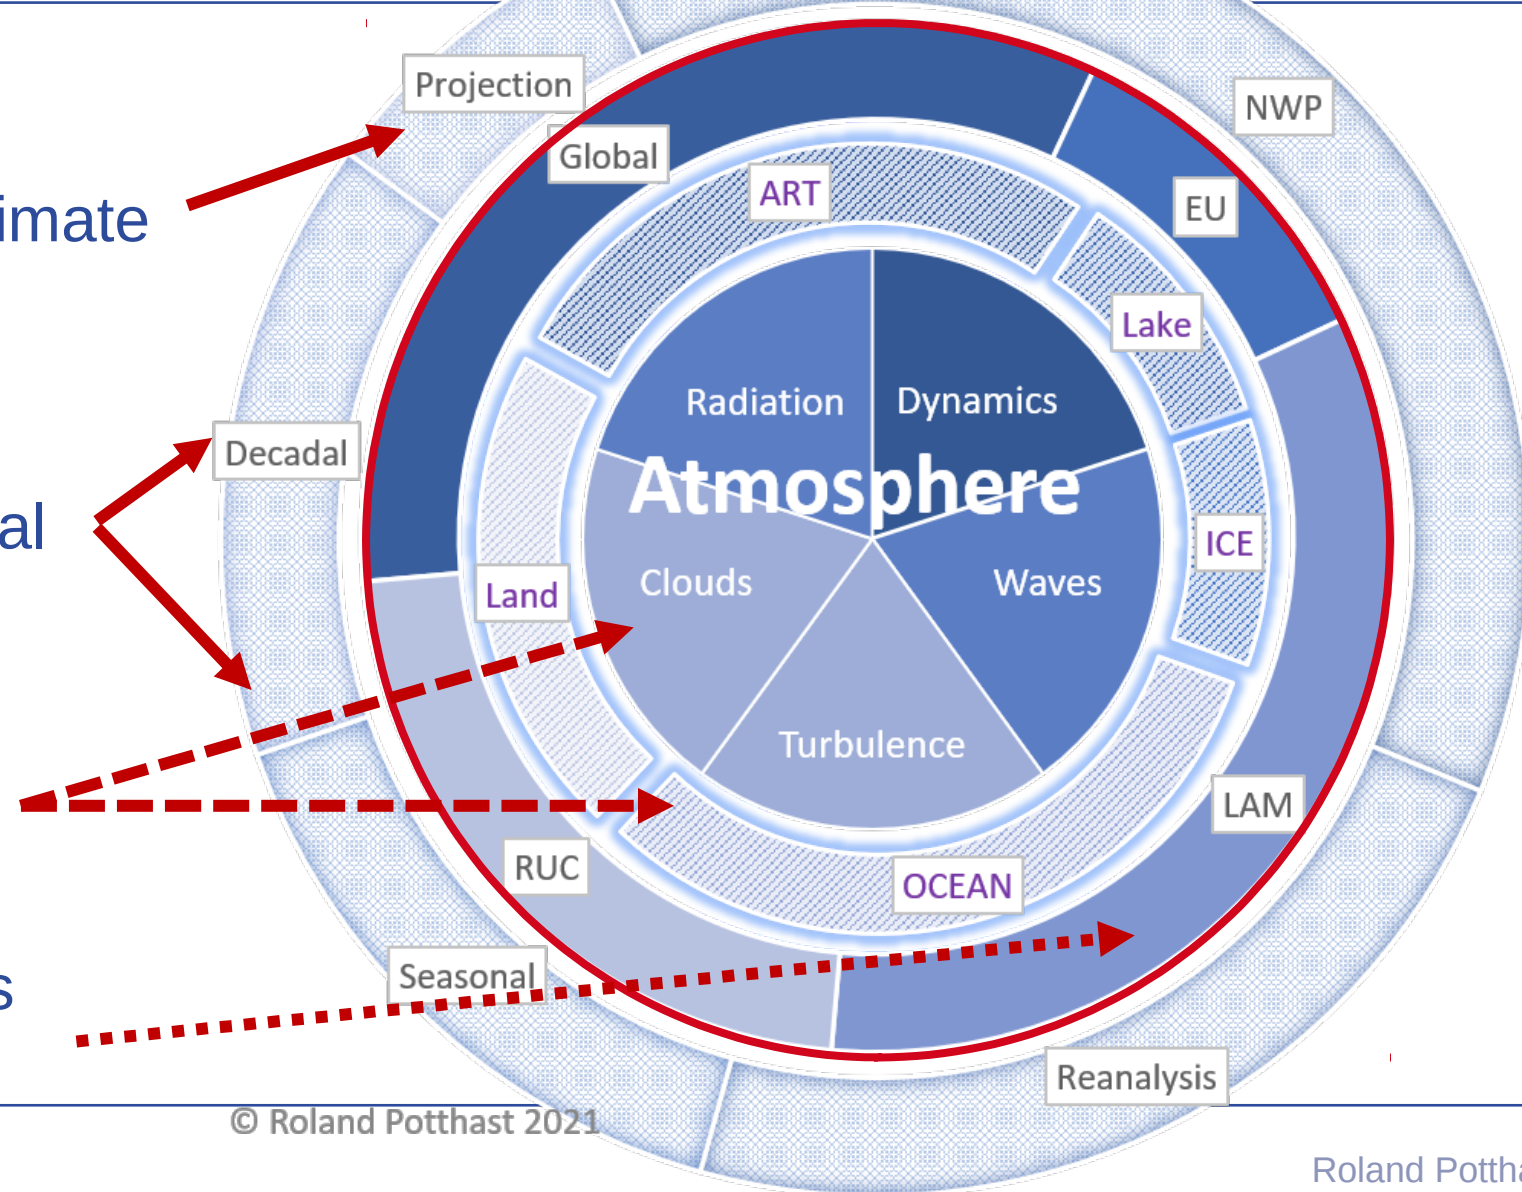 Projection
NWP
Global
ART
EU
imate
Lake
Radiation
Dynamics
Decadal
Atmosphere
al
ICE
Clouds
Waves
Land
Turbulence
LAM
RUC
OCEAN
Seasonal
s
Reanalysis
© Roland Potthast 2021
Roland Pottha